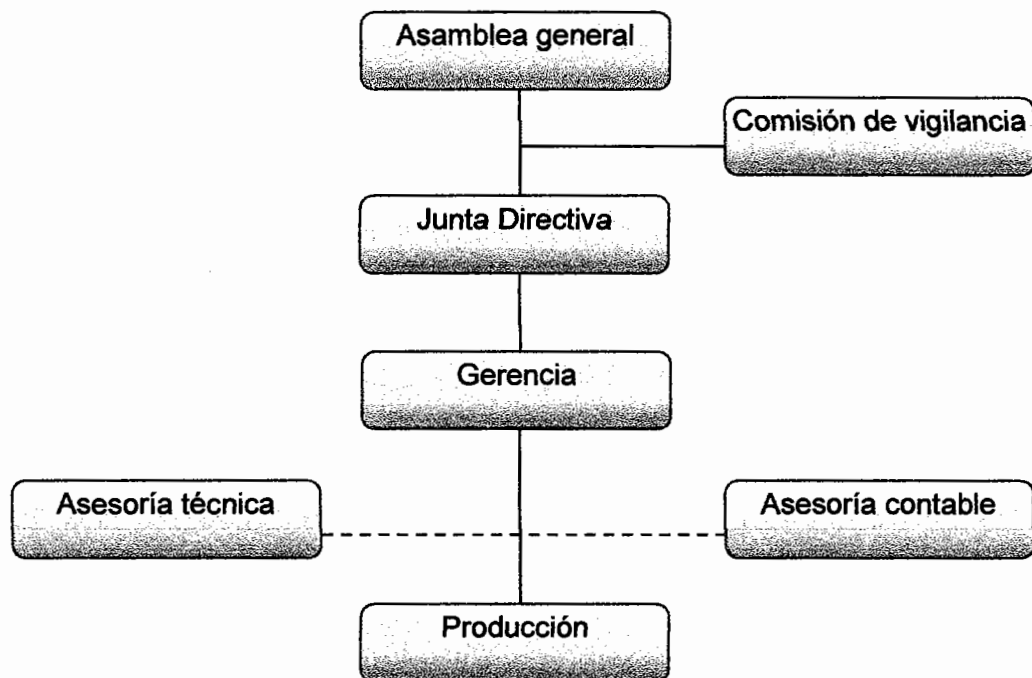 Asamblea general
Comisión de vigilancia
Junta Directiva
Gerencia
Asesoría técnica
Asesoría contable
Producción